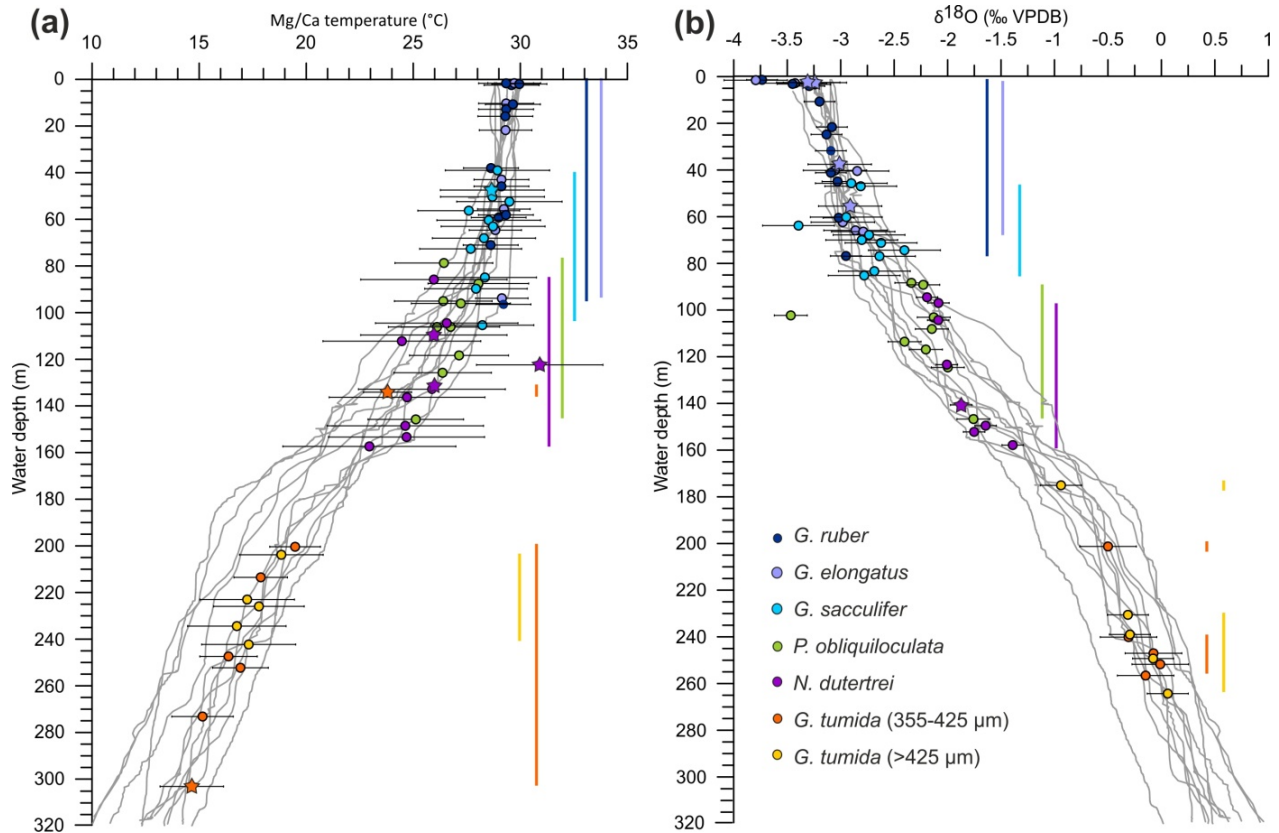 (a)
Mg/Ca temperature (°C)
10 15 20 25 30 35
Water depth (m)
0
20
40
60
80
100
120
140
160
180
200
220
240
260
280
300
320
(b)
δ18O (‰ VPDB)
-4 -3.5 -3 -2.5 -2 -1.5 -1 -0.5 0 0.5 1
Water depth (m)
0
20
40
60
80
100
120
140
160
180
200
220
240
260
280
300
320
G. ruber
G. elongatus
G. sacculifer
P. obliquiloculata
N. dutertrei
G. tumida (355-425 µm)
G. tumida (>425 µm)